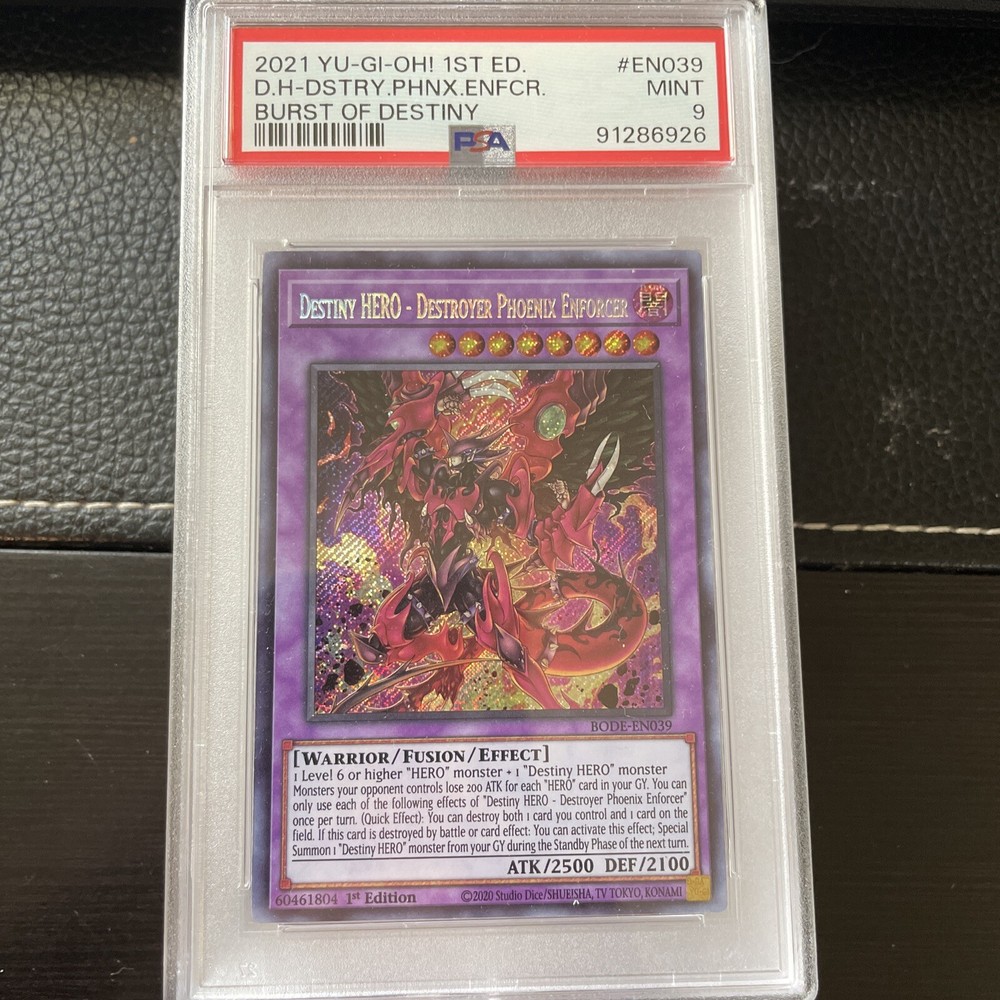 2021 YU-GI-OH! 1ST ED.
#EN039
D.H-DSTRY.PHNX.ENFCR.
MINT
BURST OF DESTINY
9
PSA
91286926
DESTINY HERO - DESTROYER PHOENIX ENFORCER
闇
BODE-EN039
[WARRIOR/FUSION/EFFECT]
1 Level 6 or higher "HERO" monster + 1 "Destiny HERO" monster
Monsters your opponent controls lose 200 ATK for each "HERO" card in your GY. You can
only use each of the following effects of "Destiny HERO - Destroyer Phoenix Enforcer"
once per turn. (Quick Effect): You can destroy both 1 card you control and 1 card on the
field. If this card is destroyed by battle or card effect: You can activate this effect; Special
Summon 1 "Destiny HERO" monster from your GY during the Standby Phase of the next turn.
ATK/2500 DEF/2100
60461804 1st Edition
©2020 Studio Dice/SHUEISHA, TV TOKYO, KONAMI